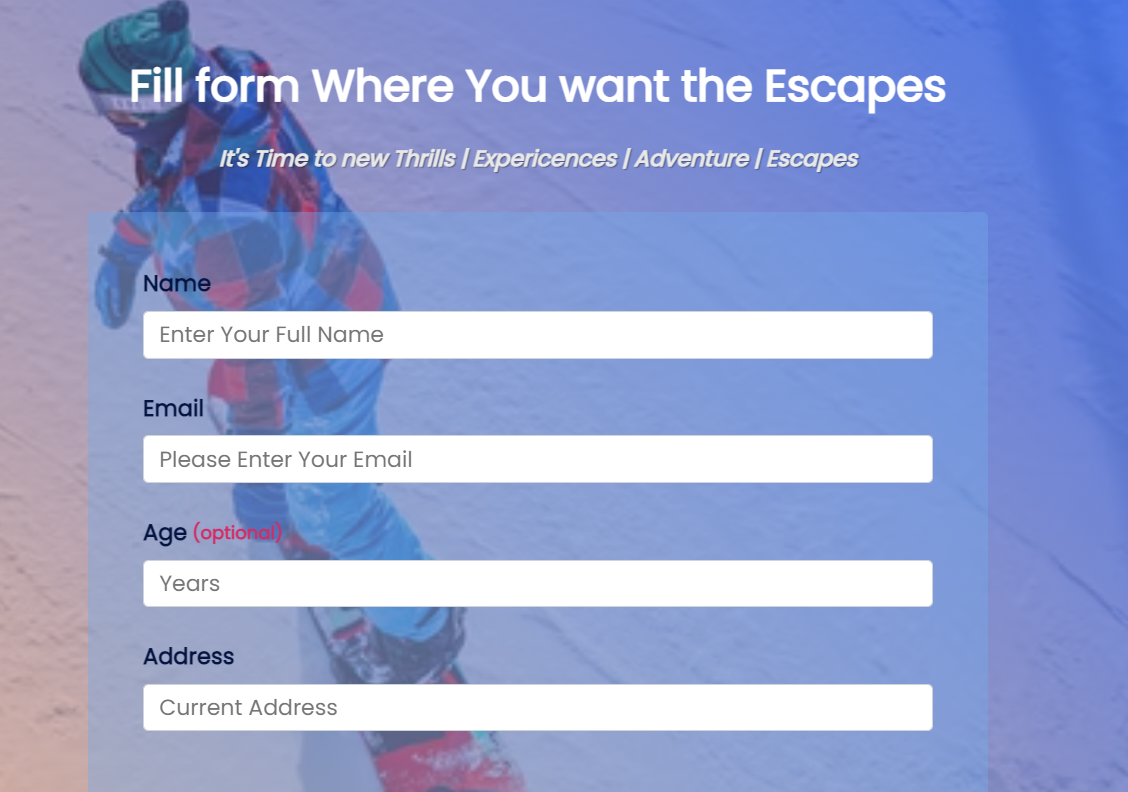 Fill form Where You want the Escapes
It's Time to new Thrills | Expericences | Adventure | Escapes
Name
Enter Your Full Name
Email
Please Enter Your Email
Age (optional)
Years
Address
Current Address